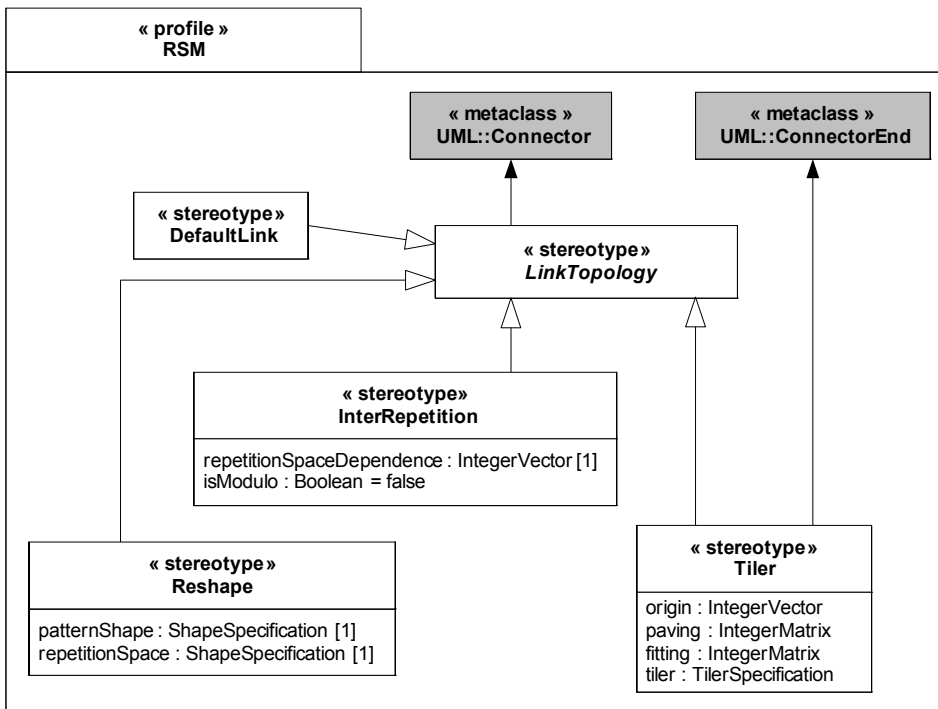 « profile »
RSM
« metaclass »
UML::Connector
« metaclass »
UML::ConnectorEnd
« stereotype»
DefaultLink
« stereotype»
LinkTopology
« stereotype»
InterRepetition
repetitionSpaceDependence : IntegerVector [1]
isModulo : Boolean = false
« stereotype»
Reshape
patternShape : ShapeSpecification [1]
repetitionSpace : ShapeSpecification [1]
« stereotype»
Tiler
origin : IntegerVector
paving : IntegerMatrix
fitting : IntegerMatrix
tiler : TilerSpecification